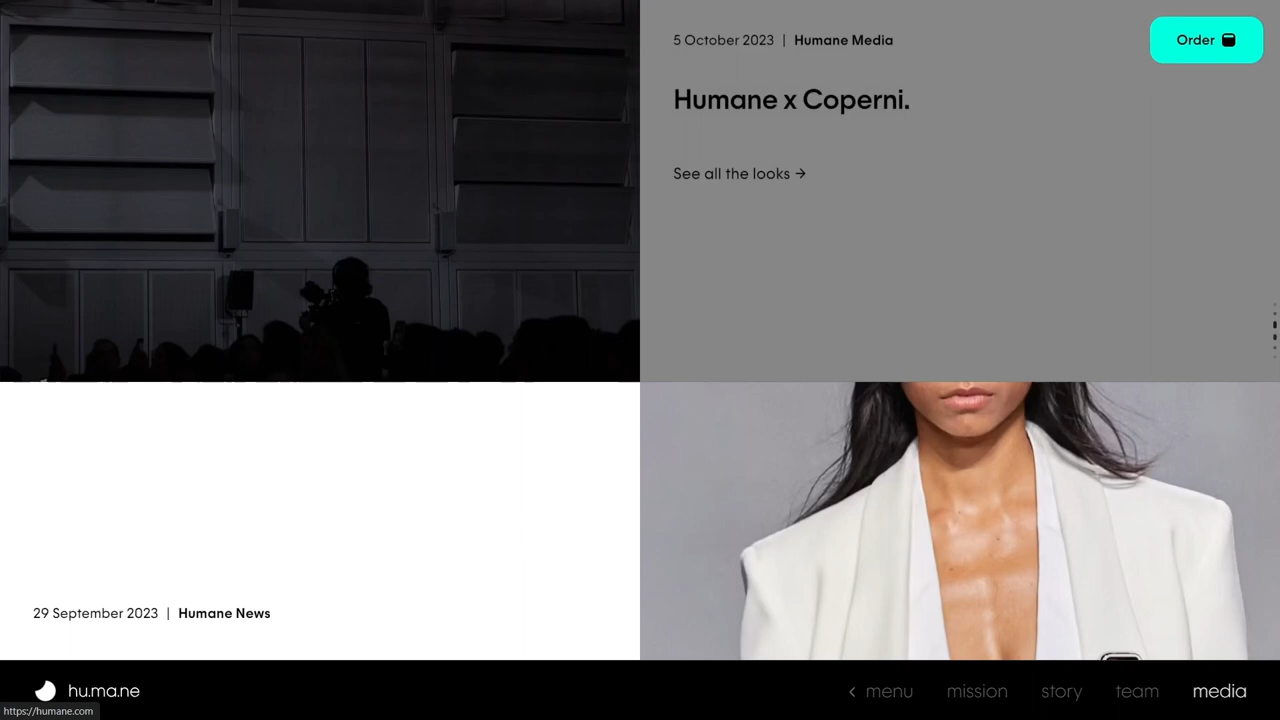 5 October 2023 | Humane Media
Order
Humane x Coperni.
See all the looks →
29 September 2023 | Humane News
hu.ma.ne
< menu mission story team media
https://humane.com